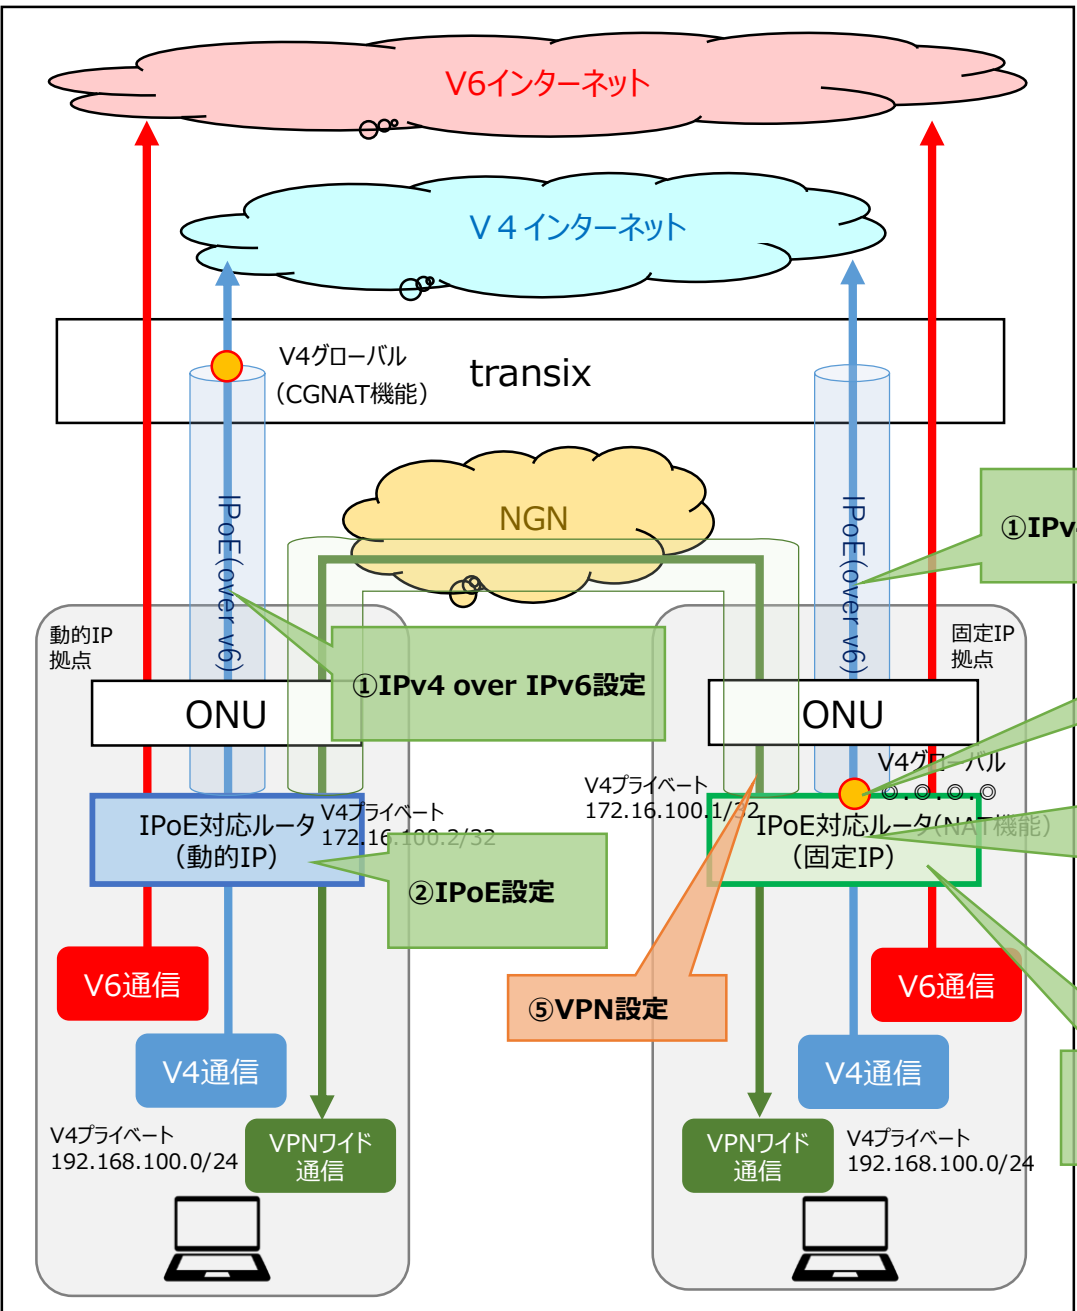 V6インターネット
V４インターネット
V4グローバル
（CGNAT機能）
transix
NGN
IPoE(over v6)
IPoE(over v6)
①IPv
動的IP
拠点
固定IP
拠点
①IPv4 over IPv6設定
ONU
ONU
V4グローバル
◎.◎.◎.◎
V4プライベート
172.16.100.1/32
V4プライベート
172.16.100.2/32
IPoE対応ルータ
（動的IP）
IPoE対応ルータ(NAT機能)
（固定IP）
②IPoE設定
⑤VPN設定
V6通信
V6通信
V4通信
V4通信
VPNワイド
通信
VPNワイド
通信
V4プライベート
192.168.100.0/24
V4プライベート
192.168.100.0/24